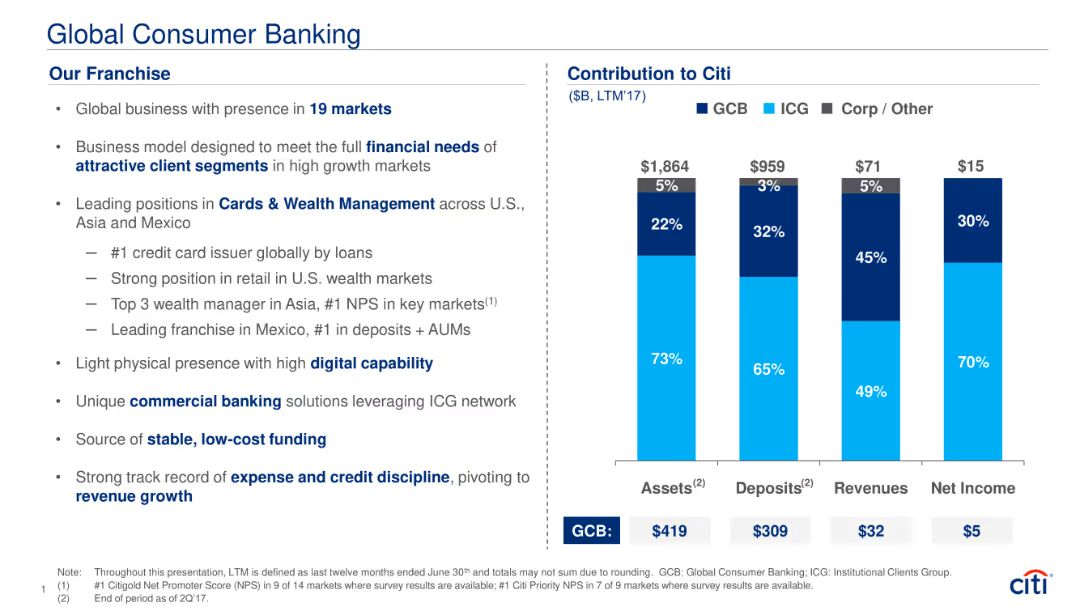 Global Consumer Banking
Our Franchise
• Global business with presence in 19 markets
• Business model designed to meet the full financial needs of
attractive client segments in high growth markets
• Leading positions in Cards & Wealth Management across U.S.,
Asia and Mexico
– #1 credit card issuer globally by loans
– Strong position in retail in U.S. wealth markets
– Top 3 wealth manager in Asia, #1 NPS in key markets(1)
– Leading franchise in Mexico, #1 in deposits + AUMs
• Light physical presence with high digital capability
• Unique commercial banking solutions leveraging ICG network
• Source of stable, low-cost funding
• Strong track record of expense and credit discipline, pivoting to
revenue growth
Contribution to Citi
($B, LTM'17)
GCB ICG Corp / Other
$1,864 $959 $71 $15
5% 3% 5%
22% 32% 45% 30%
73% 65% 49% 70%
Assets(2) Deposits(2) Revenues Net Income
GCB: $419 $309 $32 $5
Note: Throughout this presentation, LTM is defined as last twelve months ended June 30th and totals may not sum due to rounding. GCB: Global Consumer Banking; ICG: Institutional Clients Group.
(1) #1 Citigold Net Promoter Score (NPS) in 9 of 14 markets where survey results are available; #1 Citi Priority NPS in 7 of 9 markets where survey results are available.
(2) End of period as of 2Q'17.
1
citi